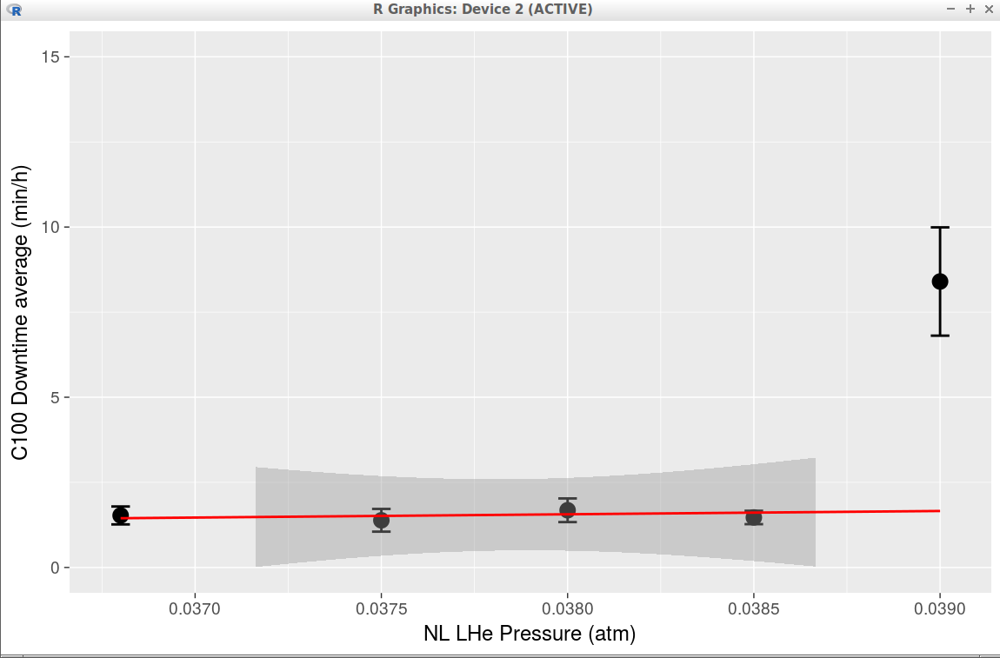 R Graphics: Device 2 (ACTIVE)
C100 Downtime average (min/h)
15
10
5
0
0.0370 0.0375 0.0380 0.0385 0.0390
NL LHe Pressure (atm)